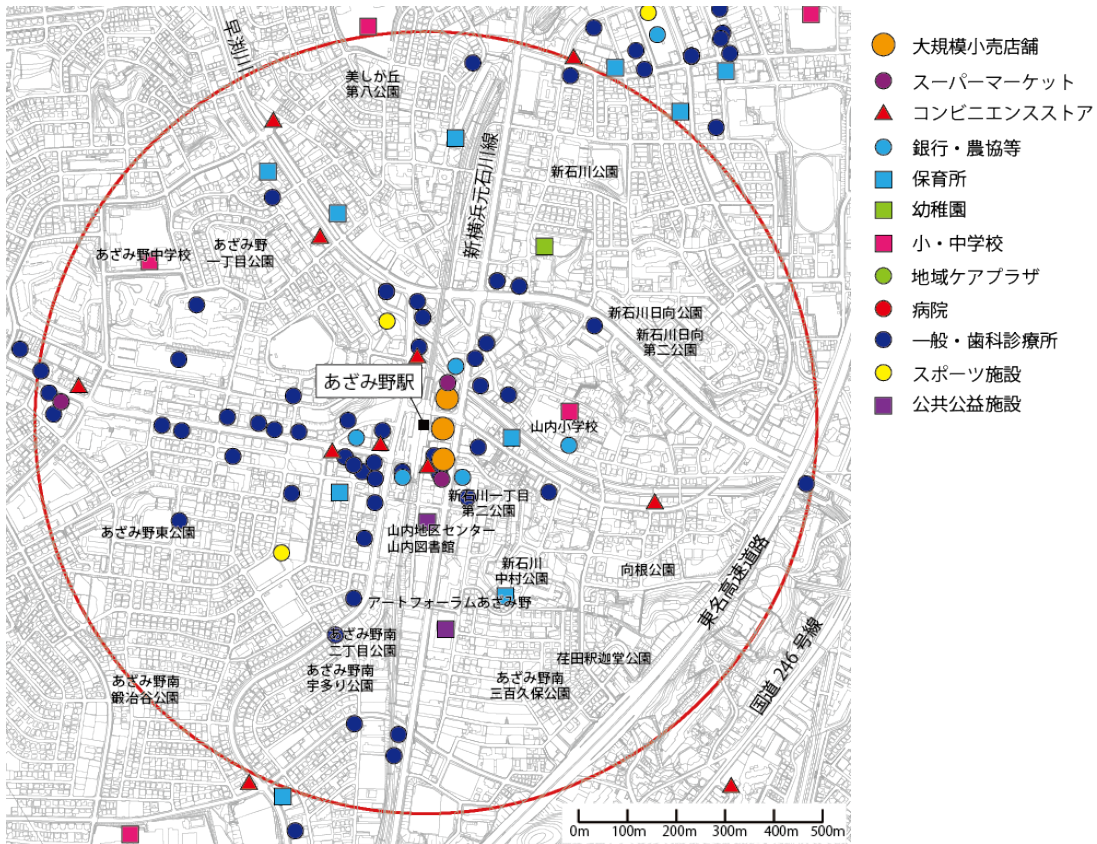 早渕川
美しが丘
第八公園
新横浜元石川線
新石川公園
あざみ野中学校
あざみ野
一丁目公園
新石川日向公園
新石川日向
第二公園
あざみ野駅
山内小学校
新石川一丁目
第二公園
あざみ野東公園
山内地区センター
山内図書館
新石川
中村公園
向根公園
東名高速道路
アートフォーラムあざみ野
あざみ野南
二丁目公園
荏田釈迦堂公園
国道 246 号線
あざみ野南
宇多り公園
あざみ野南
三百久保公園
あざみ野南
鍛冶谷公園
0m 100m 200m 300m 400m 500m
大規模小売店舗
スーパーマーケット
コンビニエンスストア
銀行・農協等
保育所
幼稚園
小・中学校
地域ケアプラザ
病院
一般・歯科診療所
スポーツ施設
公共公益施設